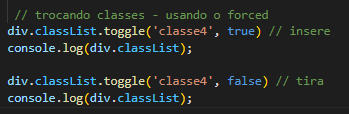 // trocando classes - usando o forced
div.classList.toggle('classe4', true) // insere
console.log(div.classList);
div.classList.toggle('classe4', false) // tira
console.log(div.classList);